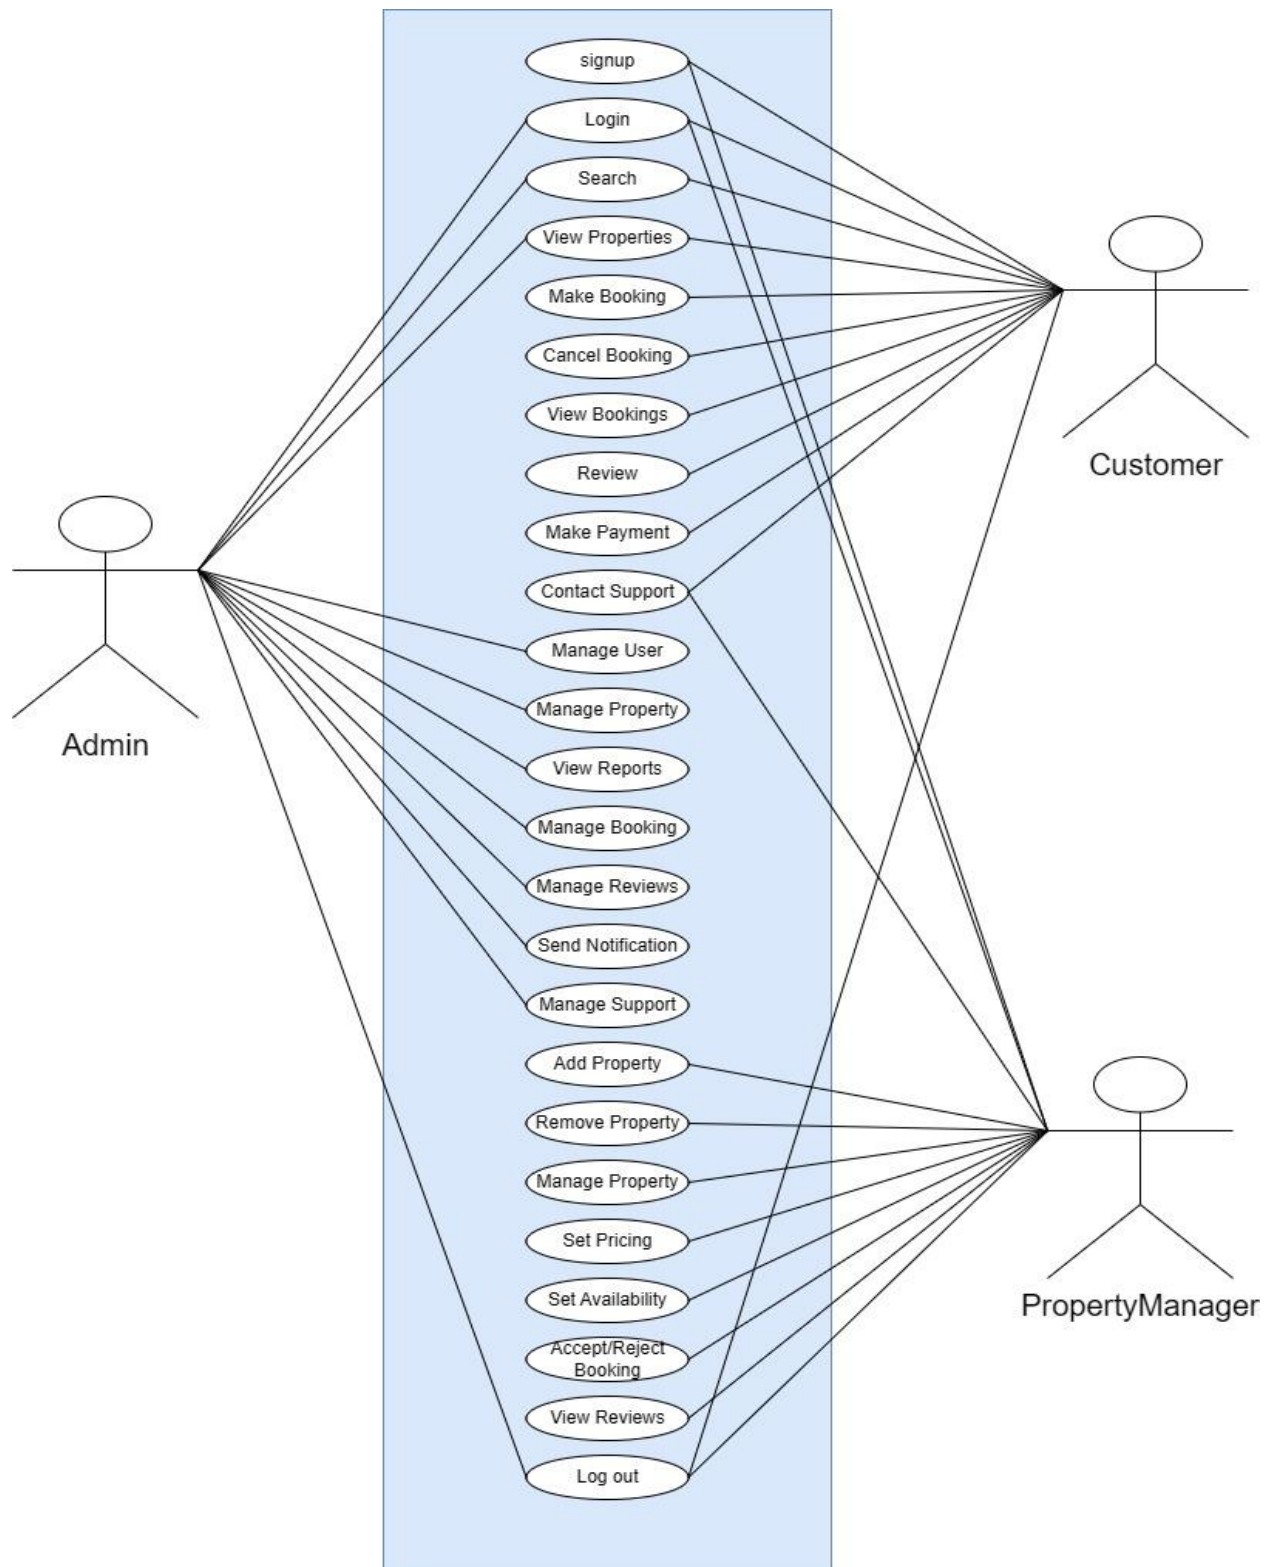 signup
Login
Search
View Properties
Make Booking
Cancel Booking
View Bookings
Review
Customer
Make Payment
Contact Support
Manage User
Manage Property
Admin
View Reports
Manage Booking
Manage Reviews
Send Notification
Manage Support
Add Property
Remove Property
Manage Property
Set Pricing
Set Availability
PropertyManager
Accept/Reject
Booking
View Reviews
Log out